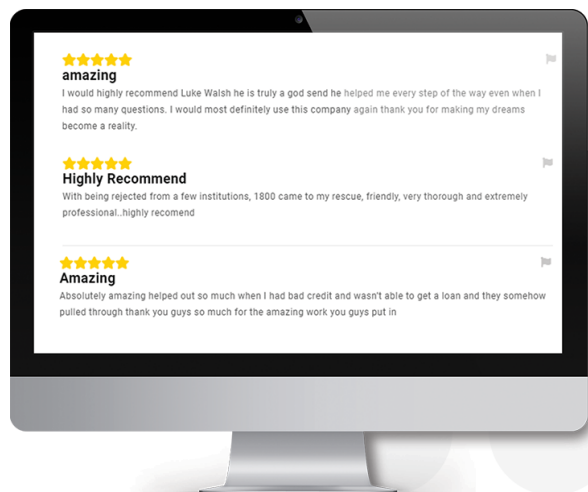 amazing
I would highly recommend Luke Walsh he is truly a god send he helped me every step of the way even when I
had so many questions. I would most definitely use this company again thank you for making my dreams
become a reality.
Highly Recommend
With being rejected from a few institutions, 1800 came to my rescue, friendly, very thorough and extremely
professional..highly recomend
Amazing
Absolutely amazing helped out so much when I had bad credit and wasn't able to get a loan and they somehow
pulled through thank you guys so much for the amazing work you guys put in